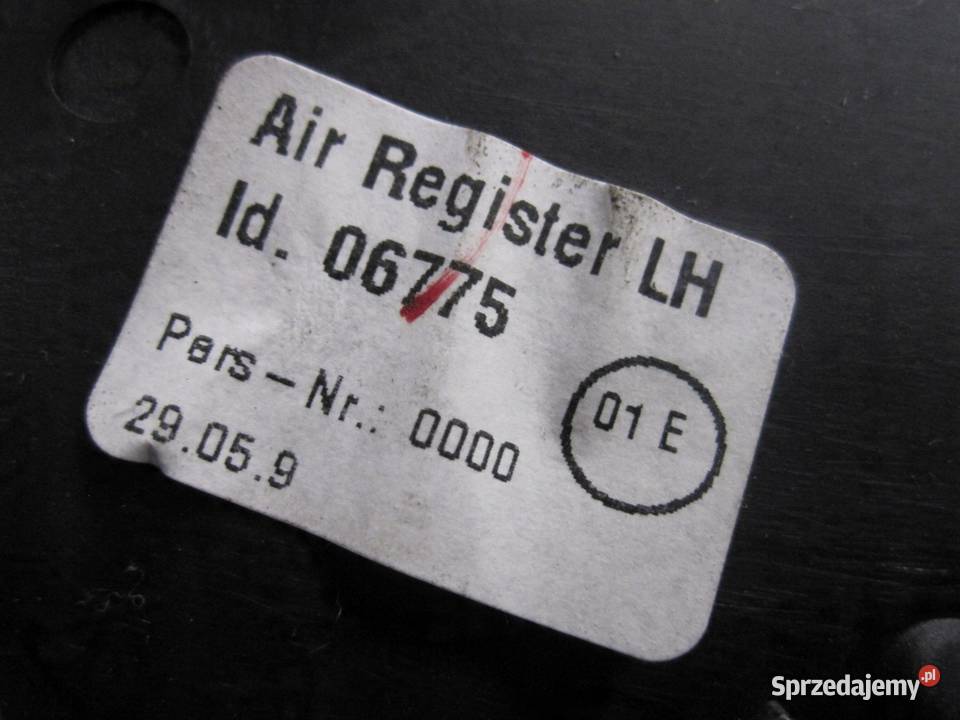 Air Register LH
Id. 06775
Pers-Nr.: 0000
01 E
29.05.9
Sprzedajemy.pl